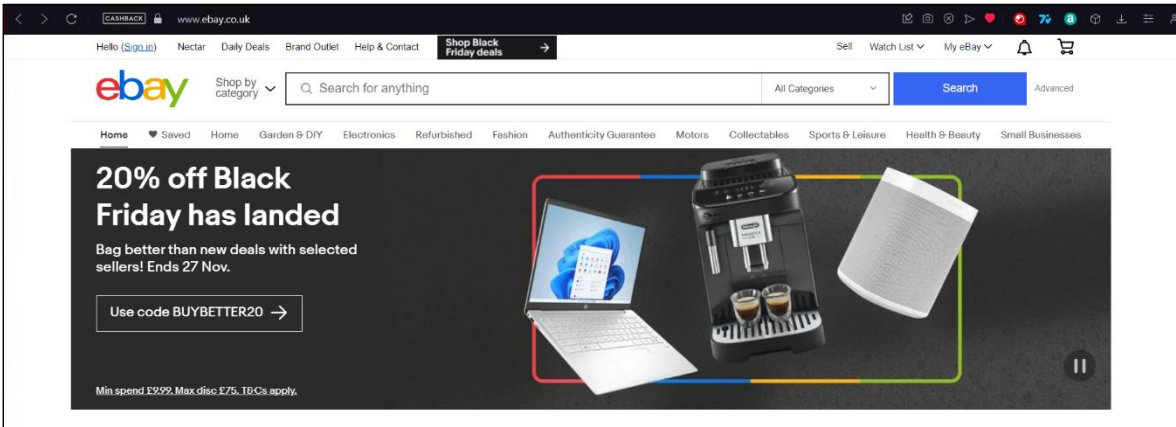 CASHBACK www.ebay.co.uk
Hello (Sign in) Nectar Daily Deals Brand Outlet Help & Contact Shop Black Friday deals → Sell Watch List My eBay
ebay Shop by category Search for anything All Categories Search Advanced
Home Saved Home Garden & DIY Electronics Refurbished Fashion Authenticity Guarantee Motors Collectables Sports & Leisure Health & Beauty Small Businesses
20% off Black
Friday has landed
Bag better than new deals with selected
sellers! Ends 27 Nov.
Use code BUYBETTER20 →
Min spend £9.99. Max disc £75. T&Cs apply.
DeLonghi